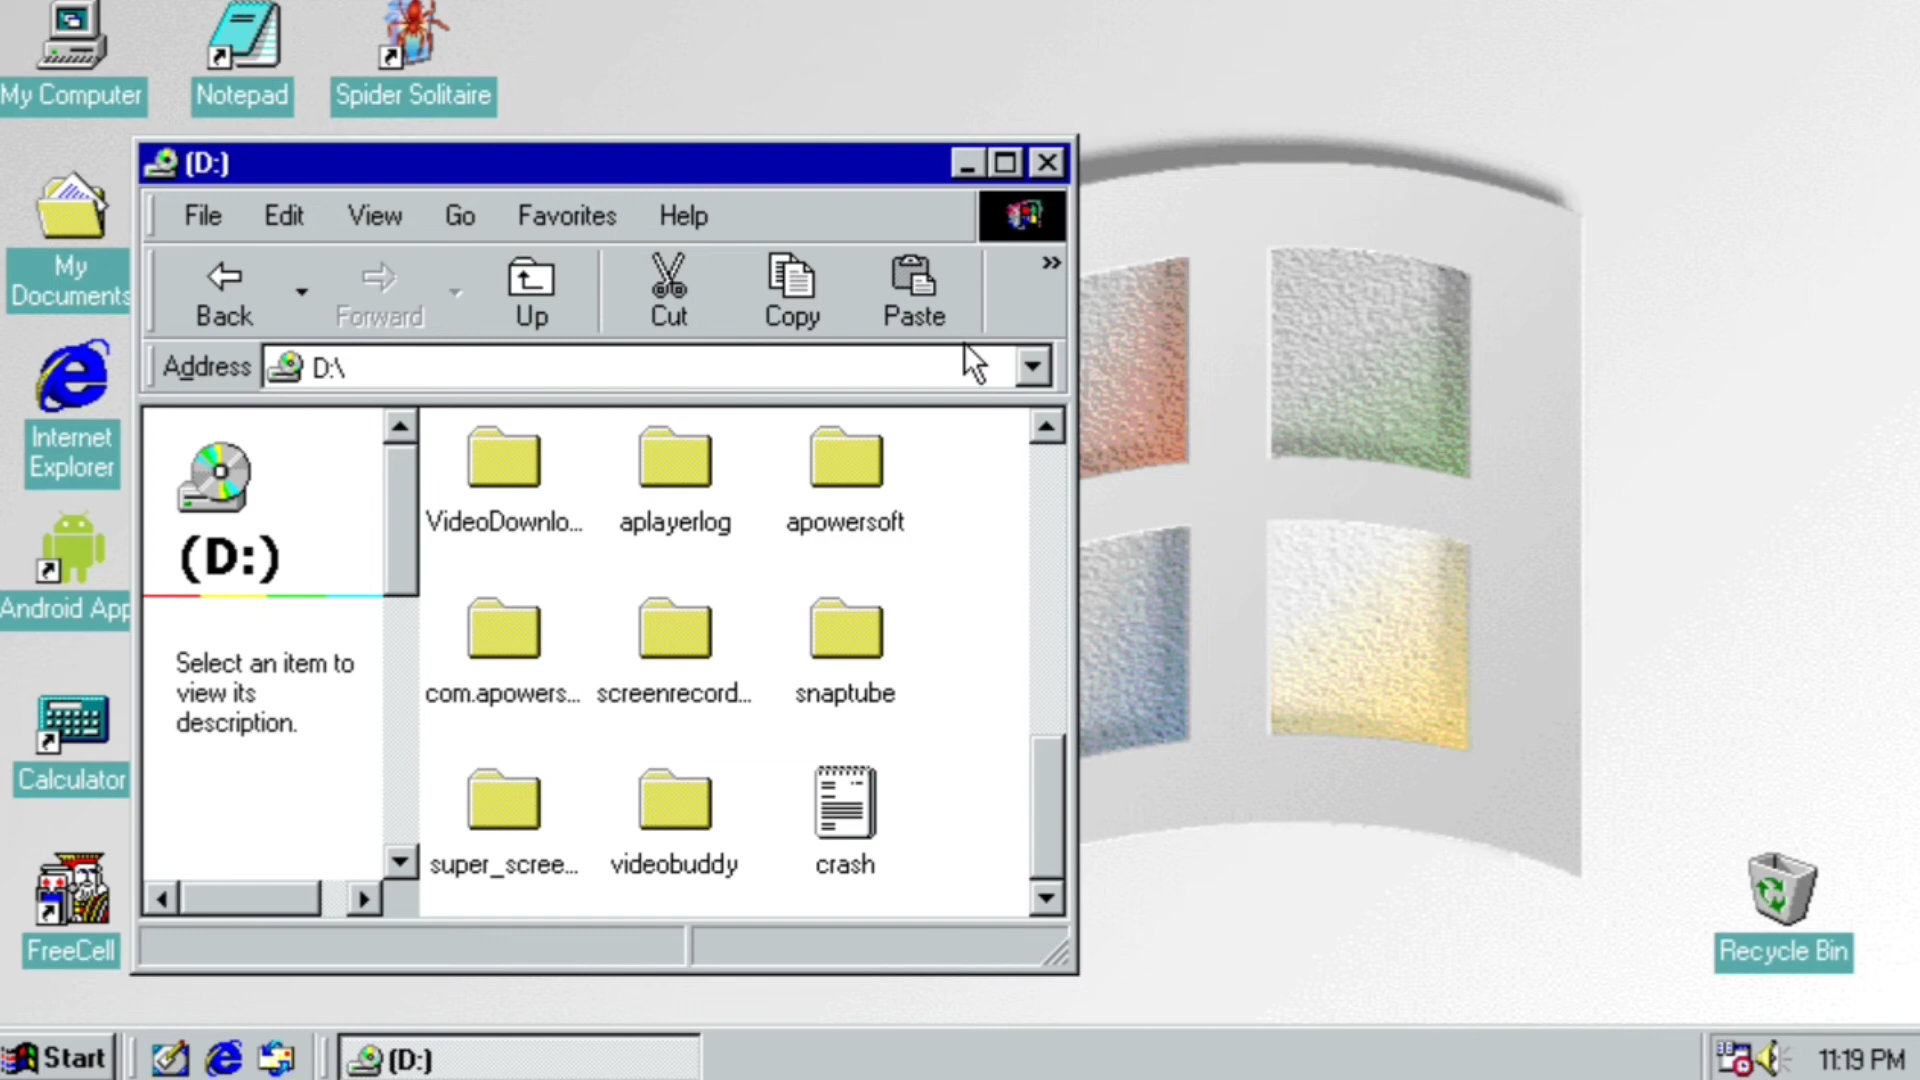 My Computer
Notepad
Spider Solitaire
(D:)
File Edit View Go Favorites Help
My
Documents
Back Forward Up Cut Copy Paste
Address D:\
Internet
Explorer
VideoDownlo... aplayerlog apowersoft
(D:)
Android App
com.apowers... screenrecord... snaptube
Select an item to
view its
description.
Calculator
super_scree... videobuddy crash
FreeCell
Recycle Bin
Start (D:) 11:19 PM